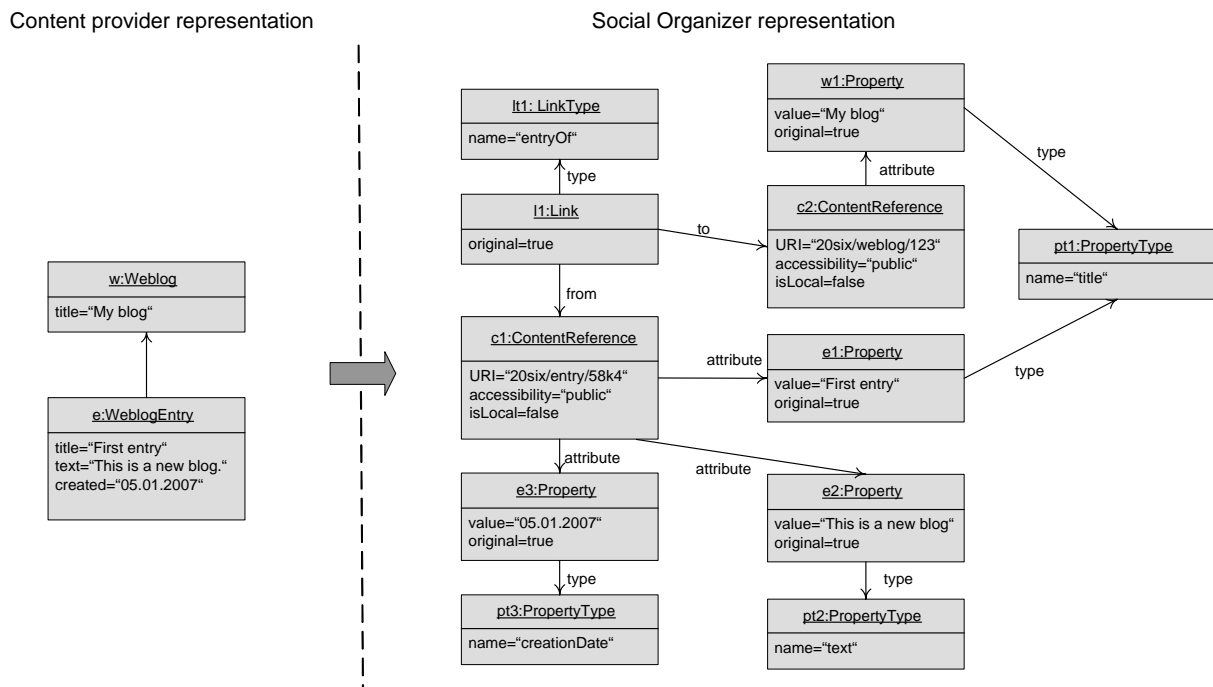 Content provider representation
Social Organizer representation
w:Weblog
title=“My blog“
e:WeblogEntry
title=“First entry“
text=“This is a new blog.“
created=“05.01.2007“
lt1: LinkType
name=“entryOf“
type
l1:Link
original=true
to
from
w1:Property
value=“My blog“
original=true
type
attribute
c2:ContentReference
URI=“20six/weblog/123“
accessibility=“public“
isLocal=false
pt1:PropertyType
name=“title“
c1:ContentReference
URI=“20six/entry/58k4“
accessibility=“public“
isLocal=false
attribute
e1:Property
value=“First entry“
original=true
type
attribute
attribute
e3:Property
value=“05.01.2007“
original=true
type
pt3:PropertyType
name=“creationDate“
e2:Property
value=“This is a new blog“
original=true
type
pt2:PropertyType
name=“text“